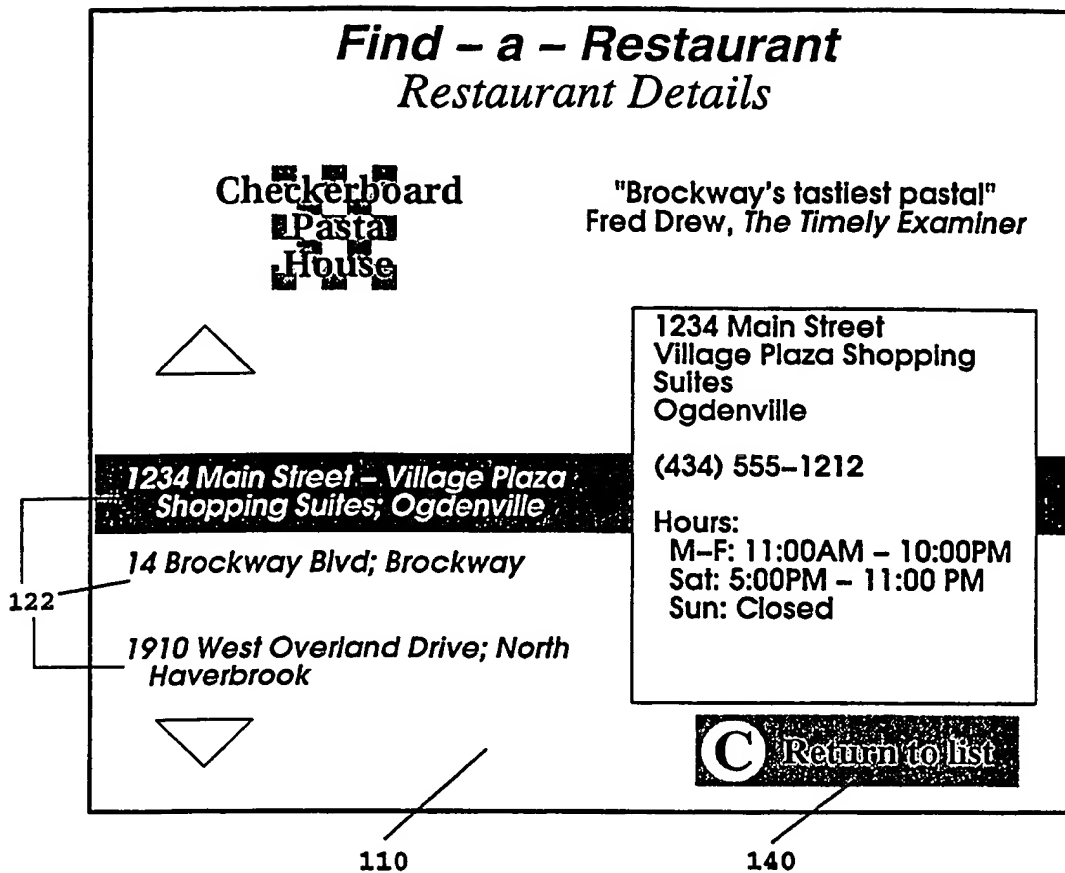 Find – a – Restaurant
Restaurant Details
Checkerboard
Pasta
House
"Brockway's tastiest pasta!"
Fred Drew, The Timely Examiner
1234 Main Street – Village Plaza
Shopping Suites; Ogdenville
14 Brockway Blvd; Brockway
1910 West Overland Drive; North
Haverbrook
1234 Main Street
Village Plaza Shopping
Suites
Ogdenville
(434) 555–1212
Hours:
M–F: 11:00AM – 10:00PM
Sat: 5:00PM – 11:00 PM
Sun: Closed
C Return to list
122
110
140